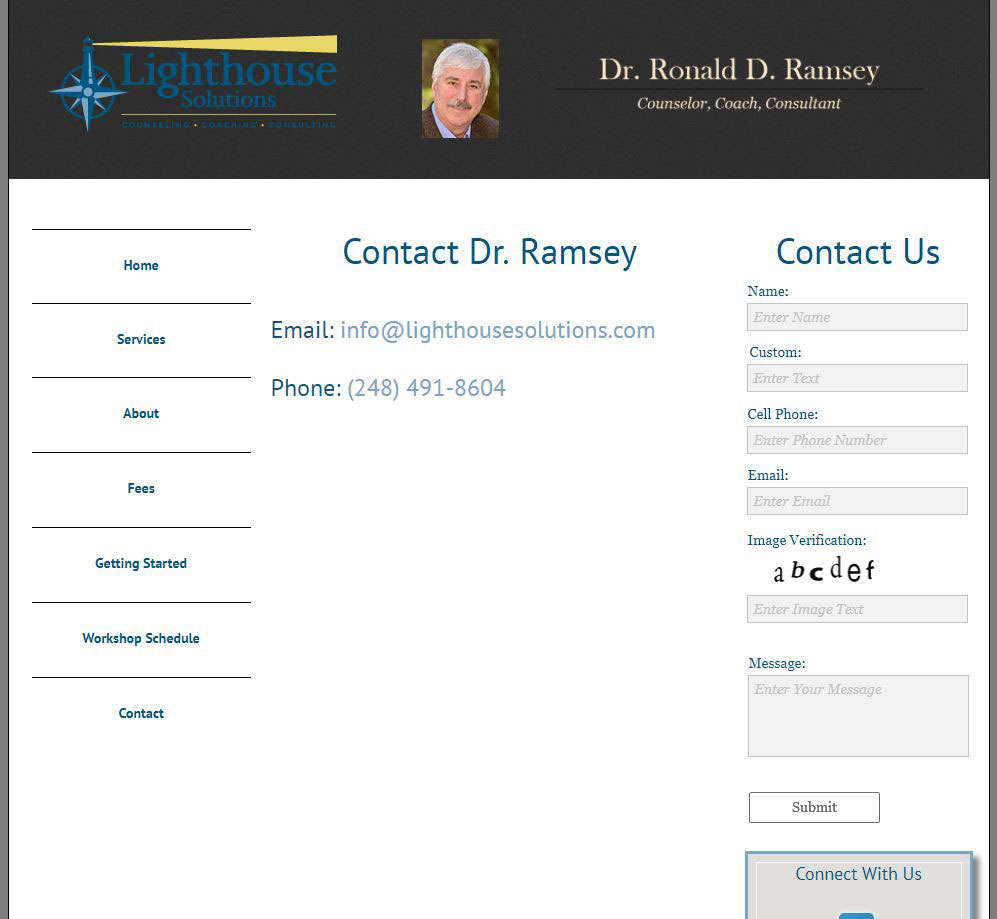 Lighthouse
Solutions
COUNSELING • COACHING • CONSULTING
Dr. Ronald D. Ramsey
Counselor, Coach, Consultant
Home
Services
About
Fees
Getting Started
Workshop Schedule
Contact
Contact Dr. Ramsey
Email: info@lighthousesolutions.com
Phone: (248) 491-8604
Contact Us
Name:
Enter Name
Custom:
Enter Text
Cell Phone:
Enter Phone Number
Email:
Enter Email
Image Verification:
abcdef
Enter Image Text
Message:
Enter Your Message
Submit
Connect With Us